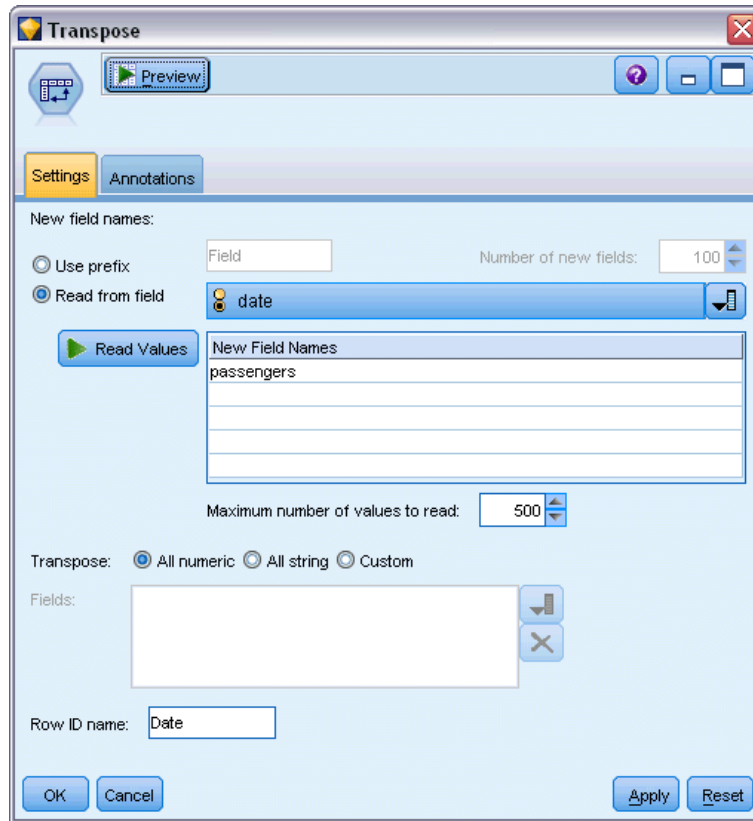 Transpose
Preview
?
Settings Annotations
New field names:
Use prefix Field Number of new fields: 100
Read from field date
Read Values New Field Names
passengers
Maximum number of values to read: 500
Transpose: All numeric All string Custom
Fields:
Row ID name: Date
OK Cancel Apply Reset